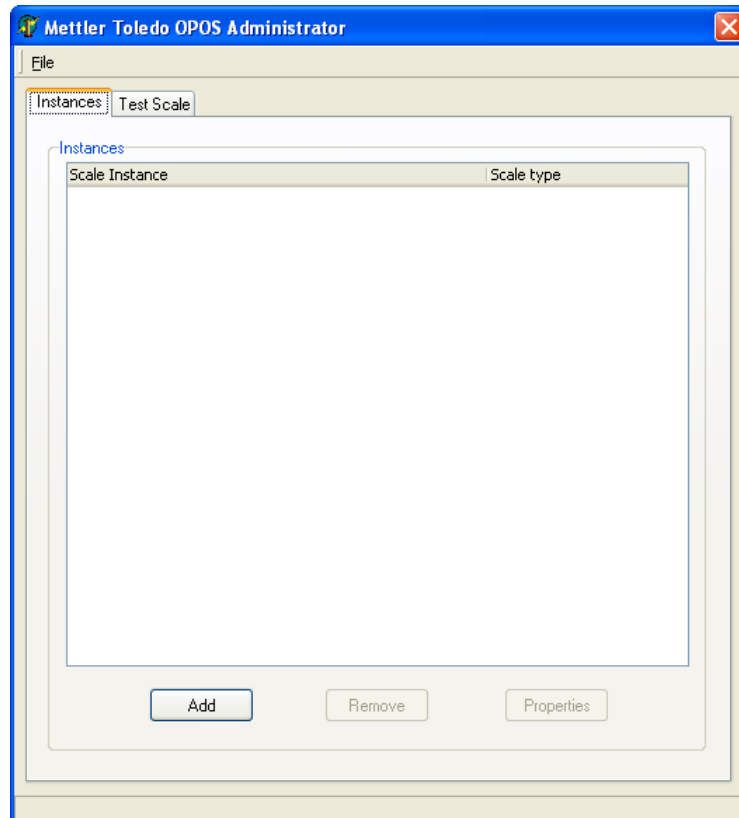 Mettler Toledo OPOS Administrator
File
Instances Test Scale
Instances
Scale Instance Scale type
Add Remove Properties